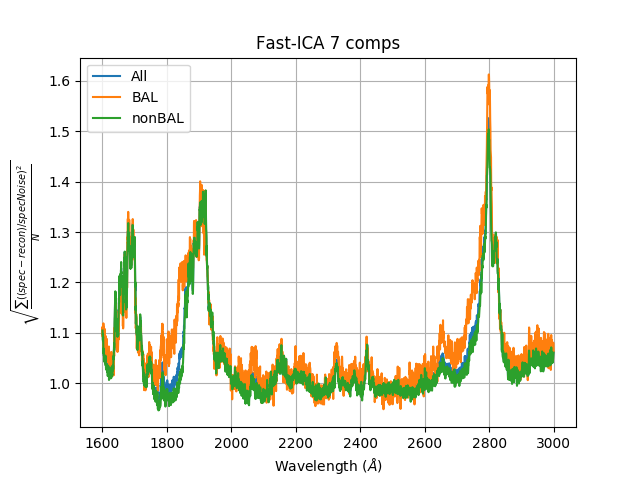 Fast-ICA 7 comps
All
BAL
nonBAL
1.6
1.5
1.4
1.3
1.2
1.1
1.0
√∑((spec − recon)/specNoise)²/N
1600 1800 2000 2200 2400 2600 2800 3000
Wavelength (Å)